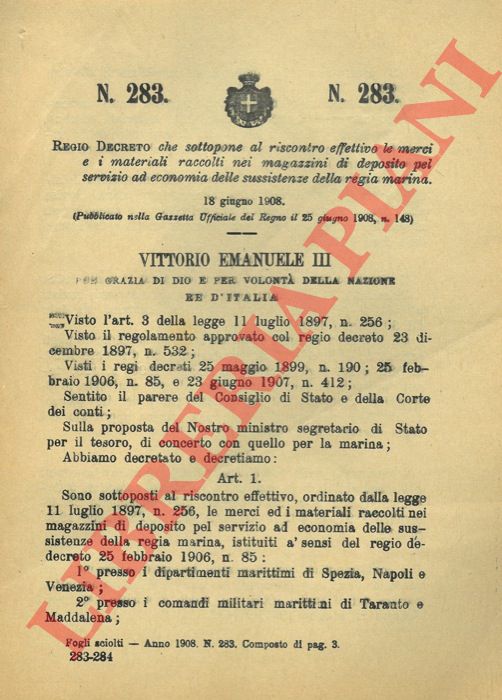 N. 283. N. 283.
REGIO DECRETO che sottopone al riscontro effettivo le merci
e i materiali raccolti nei magazzini di deposito pel
servizio ad economia delle sussistenze della regia marina.
18 giugno 1908.
(Pubblicato nella Gazzetta Ufficiale del Regno il 25 giugno 1908, n. 148)
VITTORIO EMANUELE III
PER GRAZIA DI DIO E PER VOLONTÀ DELLA NAZIONE
RE D'ITALIA
Visto l'art. 3 della legge 11 luglio 1897, n. 256 ;
Visto il regolamento approvato col regio decreto 23 di-
cembre 1897, n. 532 ;
Visti i regi decreti 25 maggio 1899, n. 190 ; 25 feb-
braio 1906, n. 85, e 23 giugno 1907, n. 412 ;
Sentito il parere del Consiglio di Stato e della Corte
dei conti ;
Sulla proposta del Nostro ministro segretario di Stato
per il tesoro, di concerto con quello per la marina ;
Abbiamo decretato e decretiamo :
Art. 1.
Sono sottoposti al riscontro effettivo, ordinato dalla legge
11 luglio 1897, n. 256, le merci ed i materiali raccolti nei
magazzini di deposito pel servizio ad economia delle sus-
sistenze della regia marina, istituiti a' sensi del regio de-
decreto 25 febbraio 1906, n. 85 :
1° presso i dipartimenti marittimi di Spezia, Napoli e
Venezia ;
2° presso i comandi militari marittimi di Taranto e
Maddalena ;
Fogli sciolti — Anno 1908. N. 283. Composto di pag. 3.
283-284
LIBRERIA PIANI